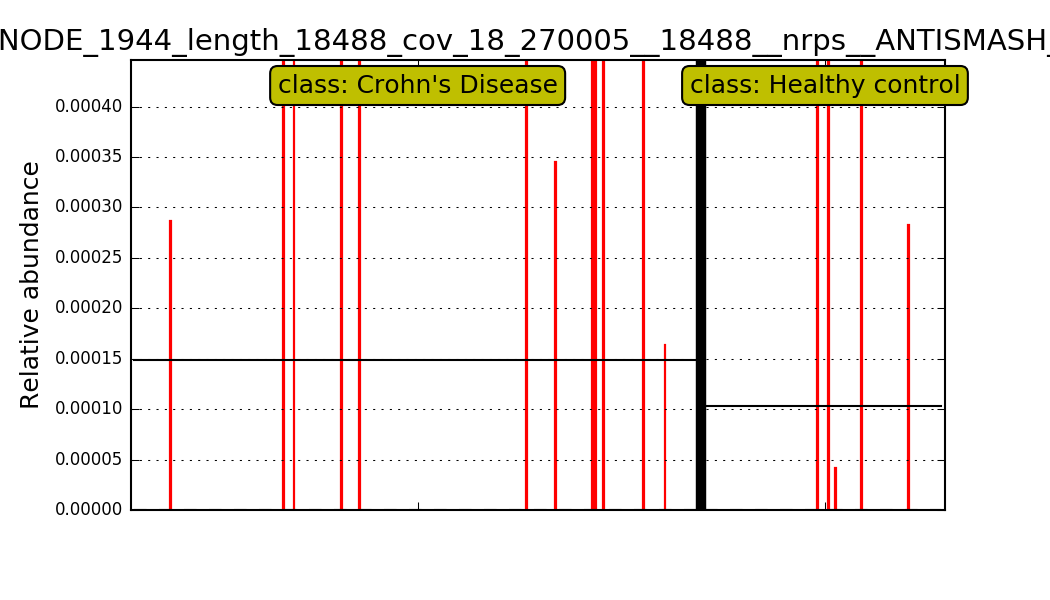 NODE_1944_length_18488_cov_18_270005__18488__nrps__ANTISMASH_
class: Crohn's Disease
class: Healthy control
Relative abundance
0.00040
0.00035
0.00030
0.00025
0.00020
0.00015
0.00010
0.00005
0.00000